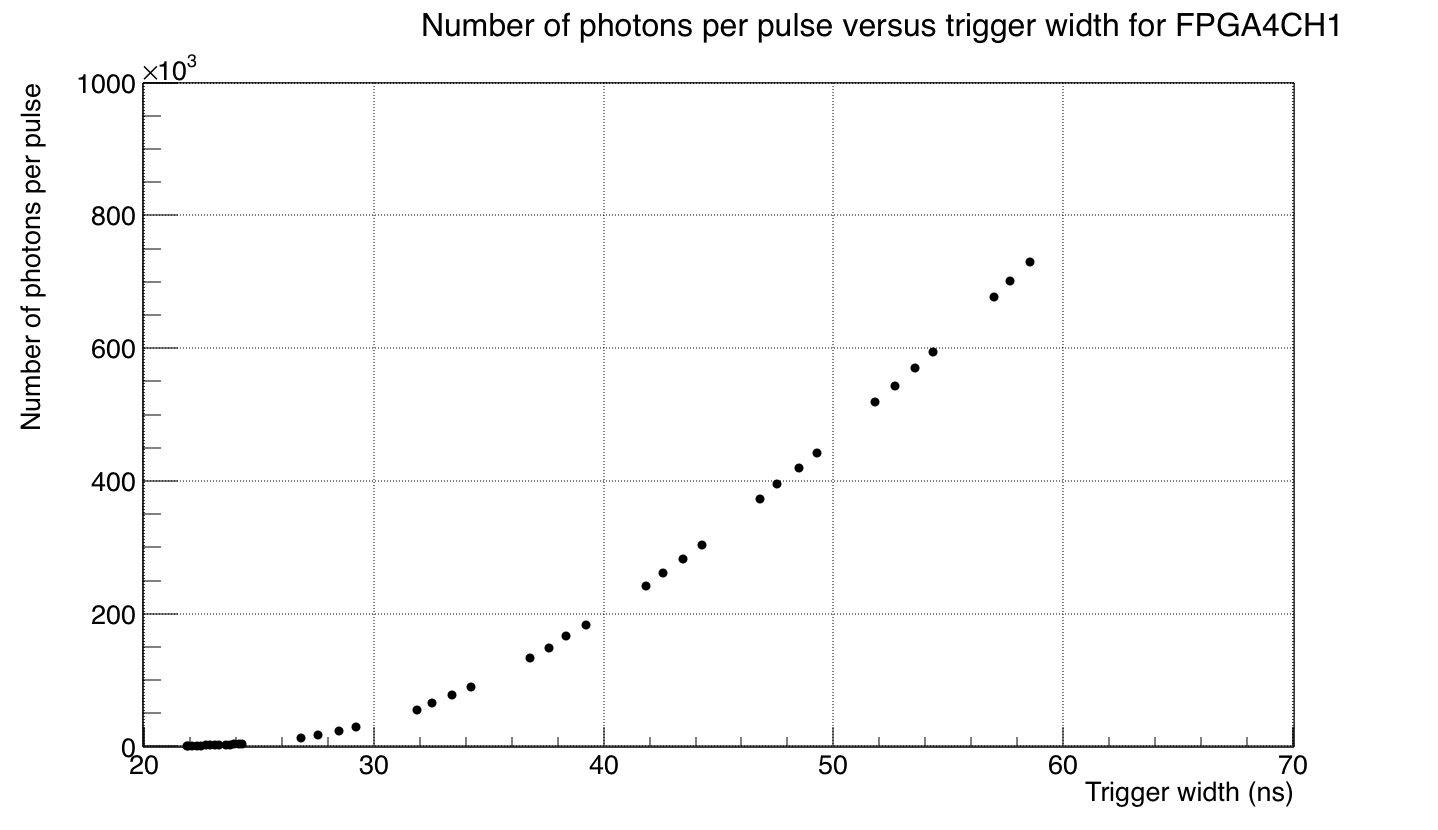 Number of photons per pulse versus trigger width for FPGA4CH1
×10³
1000
800
600
400
200
0
Number of photons per pulse
20 30 40 50 60 70
Trigger width (ns)